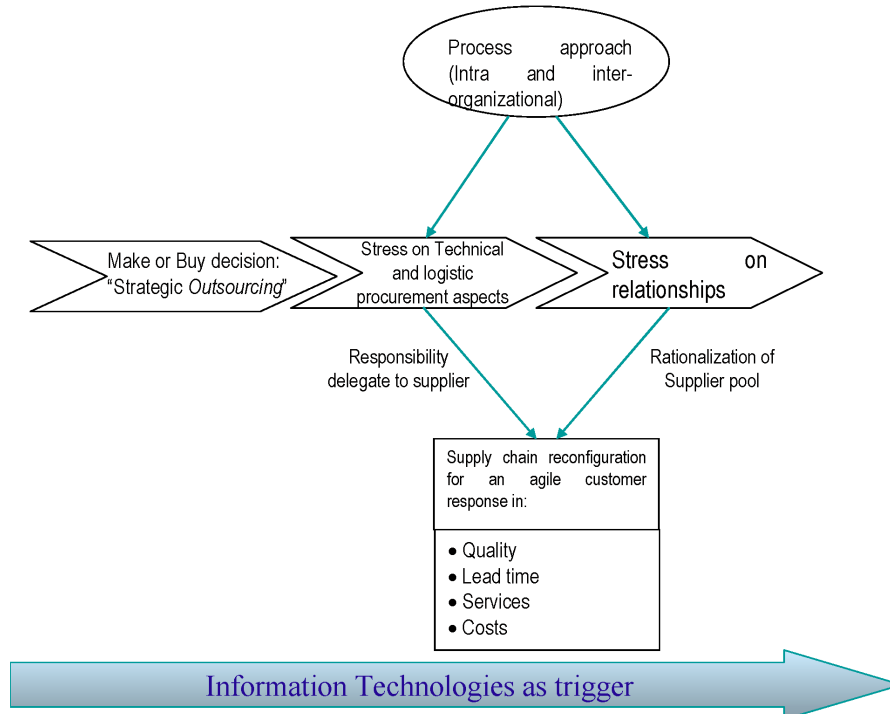 Process approach
(Intra and inter-
organizational)
Make or Buy decision:
“Strategic Outsourcing”
Stress on Technical
and logistic
procurement aspects
Stress on
relationships
Responsibility
delegate to supplier
Rationalization of
Supplier pool
Supply chain reconfiguration
for an agile customer
response in:
• Quality
• Lead time
• Services
• Costs
Information Technologies as trigger